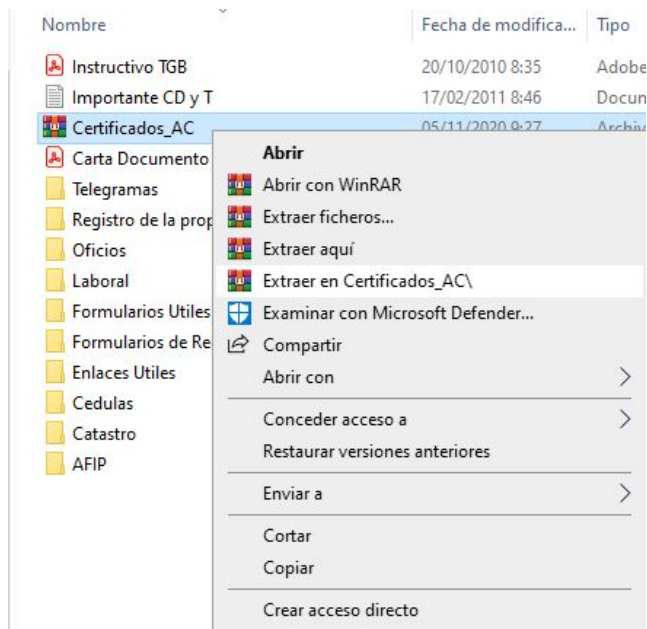 Nombre Fecha de modifica... Tipo
Instructivo TGB 20/10/2010 8:35 Adobe
Importante CD y T 17/02/2011 8:46 Docun
Certificados_AC 05/11/2020 9:27 Archiv
Carta Documento
Telegramas
Registro de la prop
Oficios
Laboral
Formularios Utiles
Formularios de Re
Enlaces Utiles
Cedulas
Catastro
AFIP
Abrir
Abrir con WinRAR
Extraer ficheros...
Extraer aquí
Extraer en Certificados_AC\
Examinar con Microsoft Defender...
Compartir
Abrir con
Conceder acceso a
Restaurar versiones anteriores
Enviar a
Cortar
Copiar
Crear acceso directo